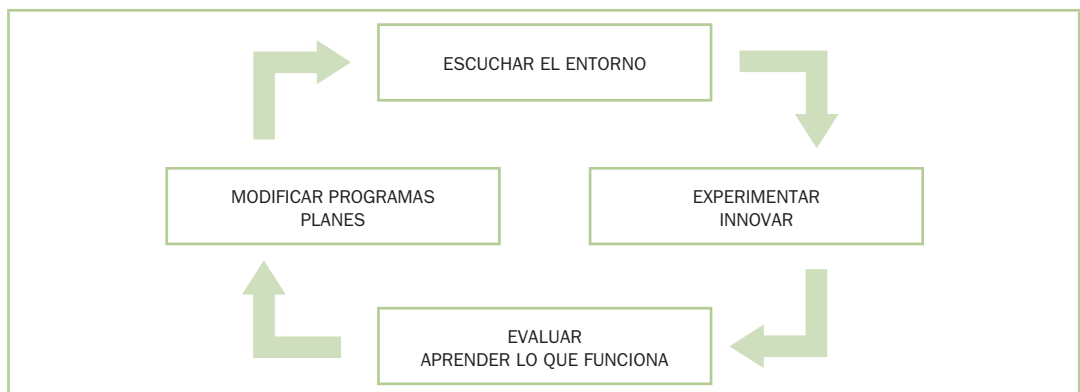 ESCUCHAR EL ENTORNO
MODIFICAR PROGRAMAS
PLANES
EXPERIMENTAR
INNOVAR
EVALUAR
APRENDER LO QUE FUNCIONA